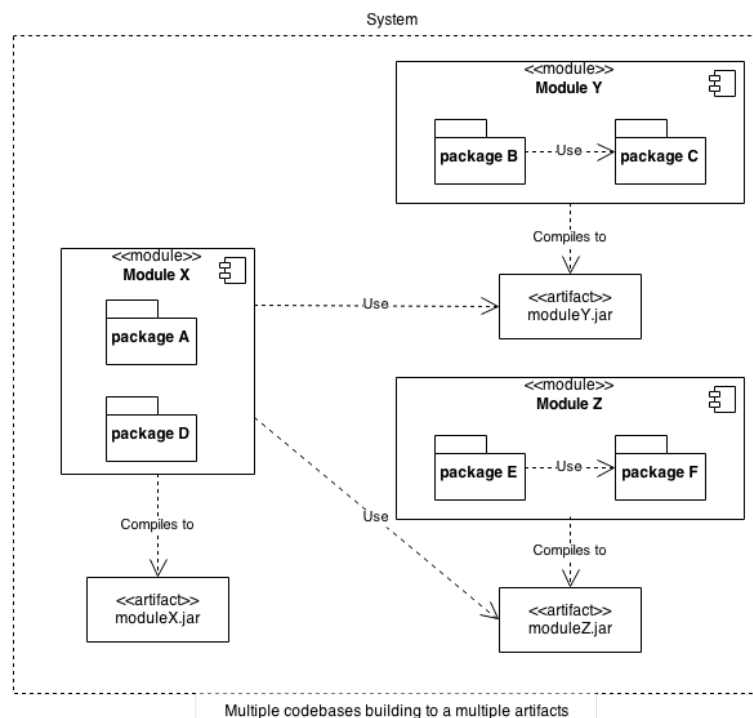 System
<<module>>
Module Y
package B
Use
package C
Compiles to
<<artifact>>
moduleY.jar
<<module>>
Module X
package A
package D
Use
Use
Compiles to
<<artifact>>
moduleX.jar
<<module>>
Module Z
package E
Use
package F
Compiles to
<<artifact>>
moduleZ.jar
Multiple codebases building to a multiple artifacts